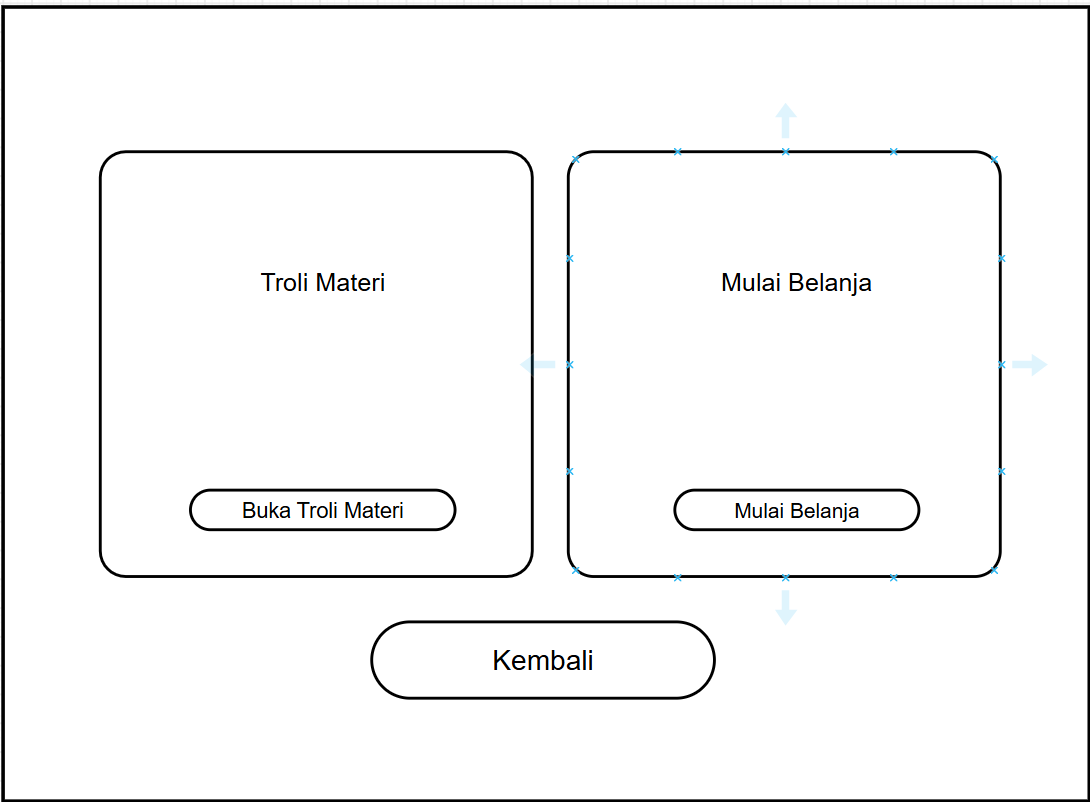 Troli Materi
Mulai Belanja
Buka Troli Materi
Mulai Belanja
Kembali